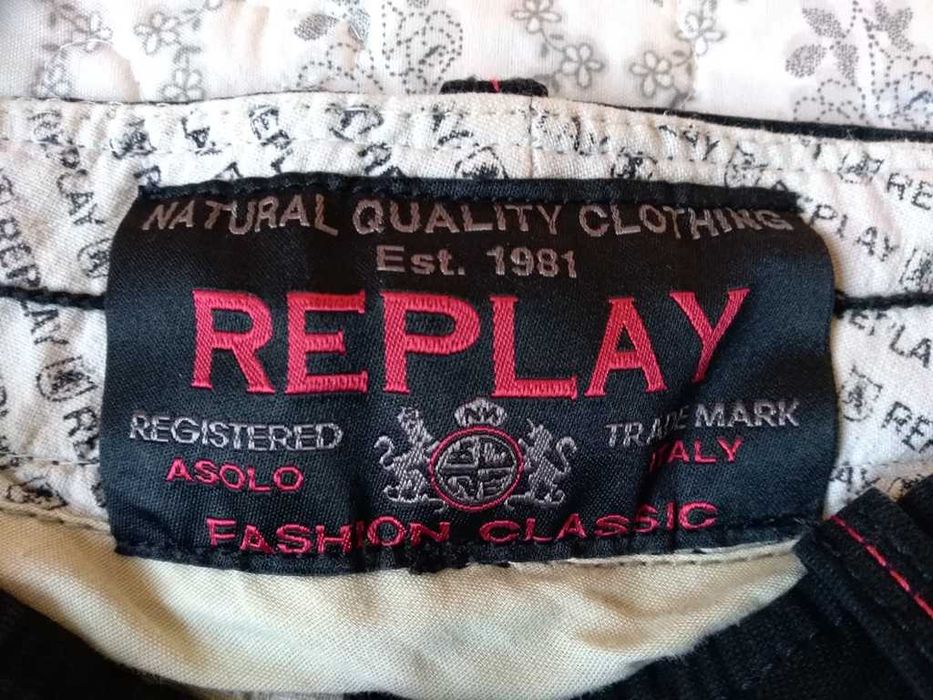 NATURAL QUALITY CLOTHING
Est. 1981
REPLAY
REGISTERED TRADE MARK
ASOLO ITALY
FASHION CLASSIC